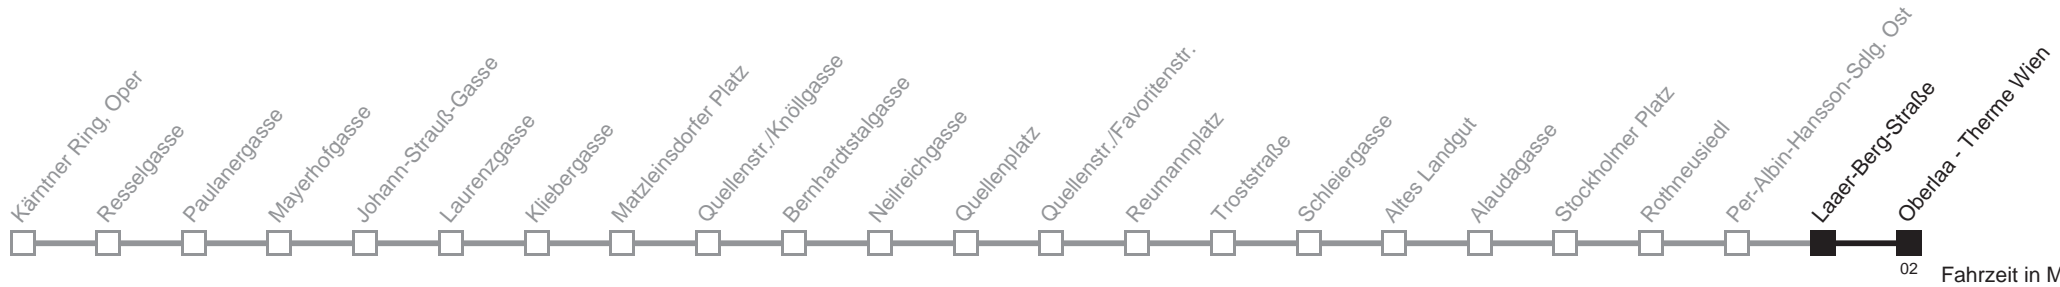 Kärntner Ring, Oper
Resselgasse
Paulanergasse
Mayerhofgasse
Johann-Strauß-Gasse
Laurenzgasse
Kliebergasse
Matzleinsdorfer Platz
Quellenstr./Knöllgasse
Bernhardtstalgasse
Neilreichgasse
Quellenplatz
Quellenstr./Favoritenstr.
Reumannplatz
Troststraße
Schleiergasse
Altes Landgut
Alaudagasse
Stockholmer Platz
Rothneusiedl
Per-Albin-Hansson-Sdlg. Ost
Laaer-Berg-Straße
Oberlaa - Therme Wien
02
Fahrzeit in M